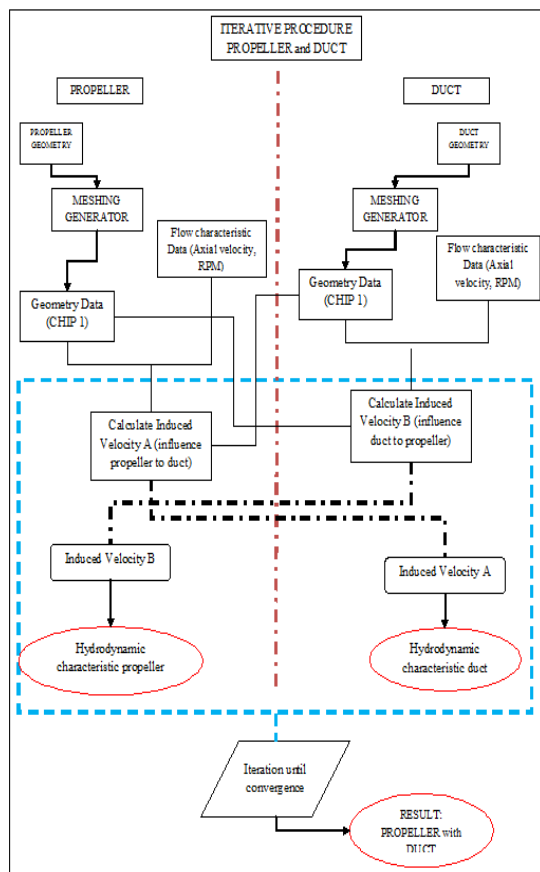 ITERATIVE PROCEDURE
PROPELLER and DUCT
PROPELLER
DUCT
PROPELLER
GEOMETRY
DUCT
GEOMETRY
MESHING
GENERATOR
MESHING
GENERATOR
Flow characteristic
Data (Axial velocity,
RPM)
Flow characteristic
Data (Axial
velocity, RPM)
Geometry Data
(CHIP 1)
Geometry Data
(CHIP 1)
Calculate Induced
Velocity A (influence
propeller to duct)
Calculate Induced
Velocity B (influence
duct to propeller)
Induced Velocity B
Induced Velocity A
Hydrodynamic
characteristic propeller
Hydrodynamic
characteristic duct
Iteration until
convergence
RESULT:
PROPELLER with
DUCT